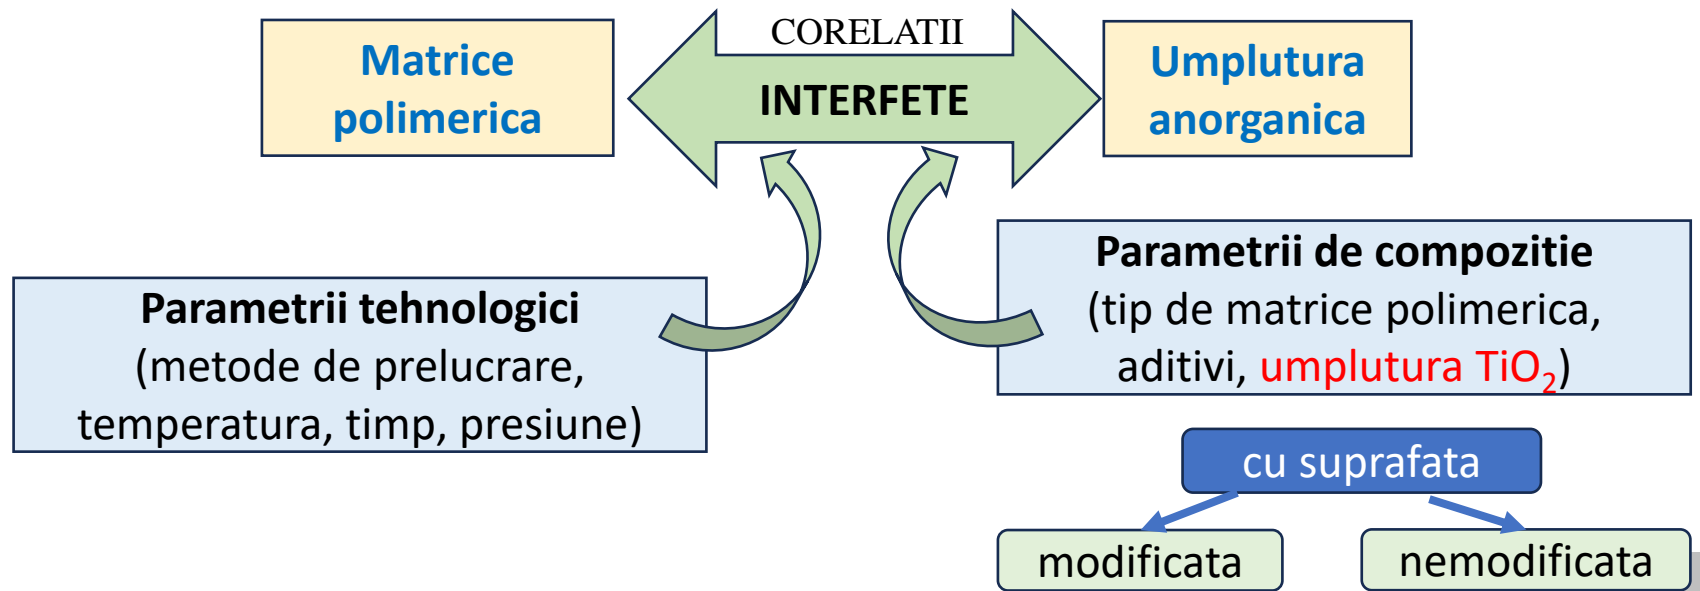 CORELATII
Matrice
polimerica
INTERFETE
Umplutura
anorganica
Parametrii tehnologici
(metode de prelucrare,
temperatura, timp, presiune)
Parametrii de compozitie
(tip de matrice polimerica,
aditivi, umplutura TiO₂)
cu suprafata
modificata
nemodificata